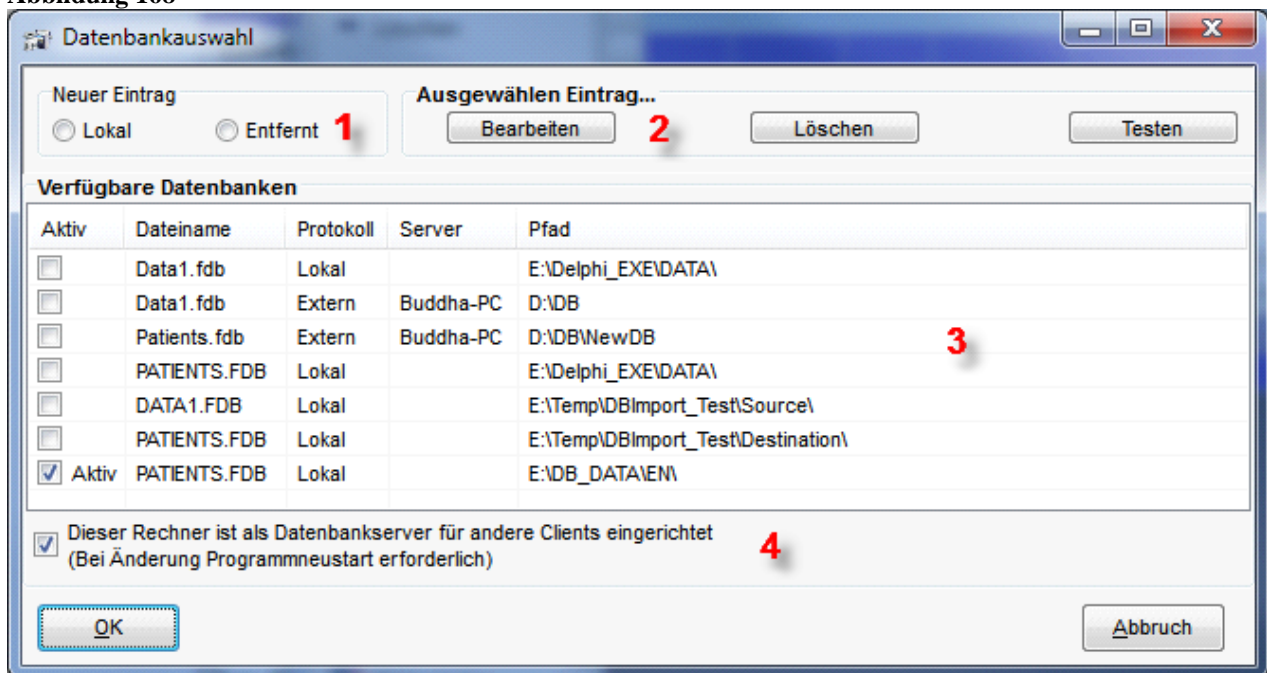 Datenbankauswahl
Neuer Eintrag
Lokal Entfernt 1
Ausgewählen Eintrag...
Bearbeiten 2 Löschen Testen
Verfügbare Datenbanken
Aktiv Dateiname Protokoll Server Pfad
Data1.fdb Lokal E:\Delphi_EXE\DATA\
Data1.fdb Extern Buddha-PC D:\DB
Patients.fdb Extern Buddha-PC D:\DB\NewDB
3
PATIENTS.FDB Lokal E:\Delphi_EXE\DATA\
DATA1.FDB Lokal E:\Temp\DBImport_Test\Source\
PATIENTS.FDB Lokal E:\Temp\DBImport_Test\Destination\
Aktiv PATIENTS.FDB Lokal E:\DB_DATA\EN\
Dieser Rechner ist als Datenbankserver für andere Clients eingerichtet
(Bei Änderung Programmneustart erforderlich)
4
OK Abbruch